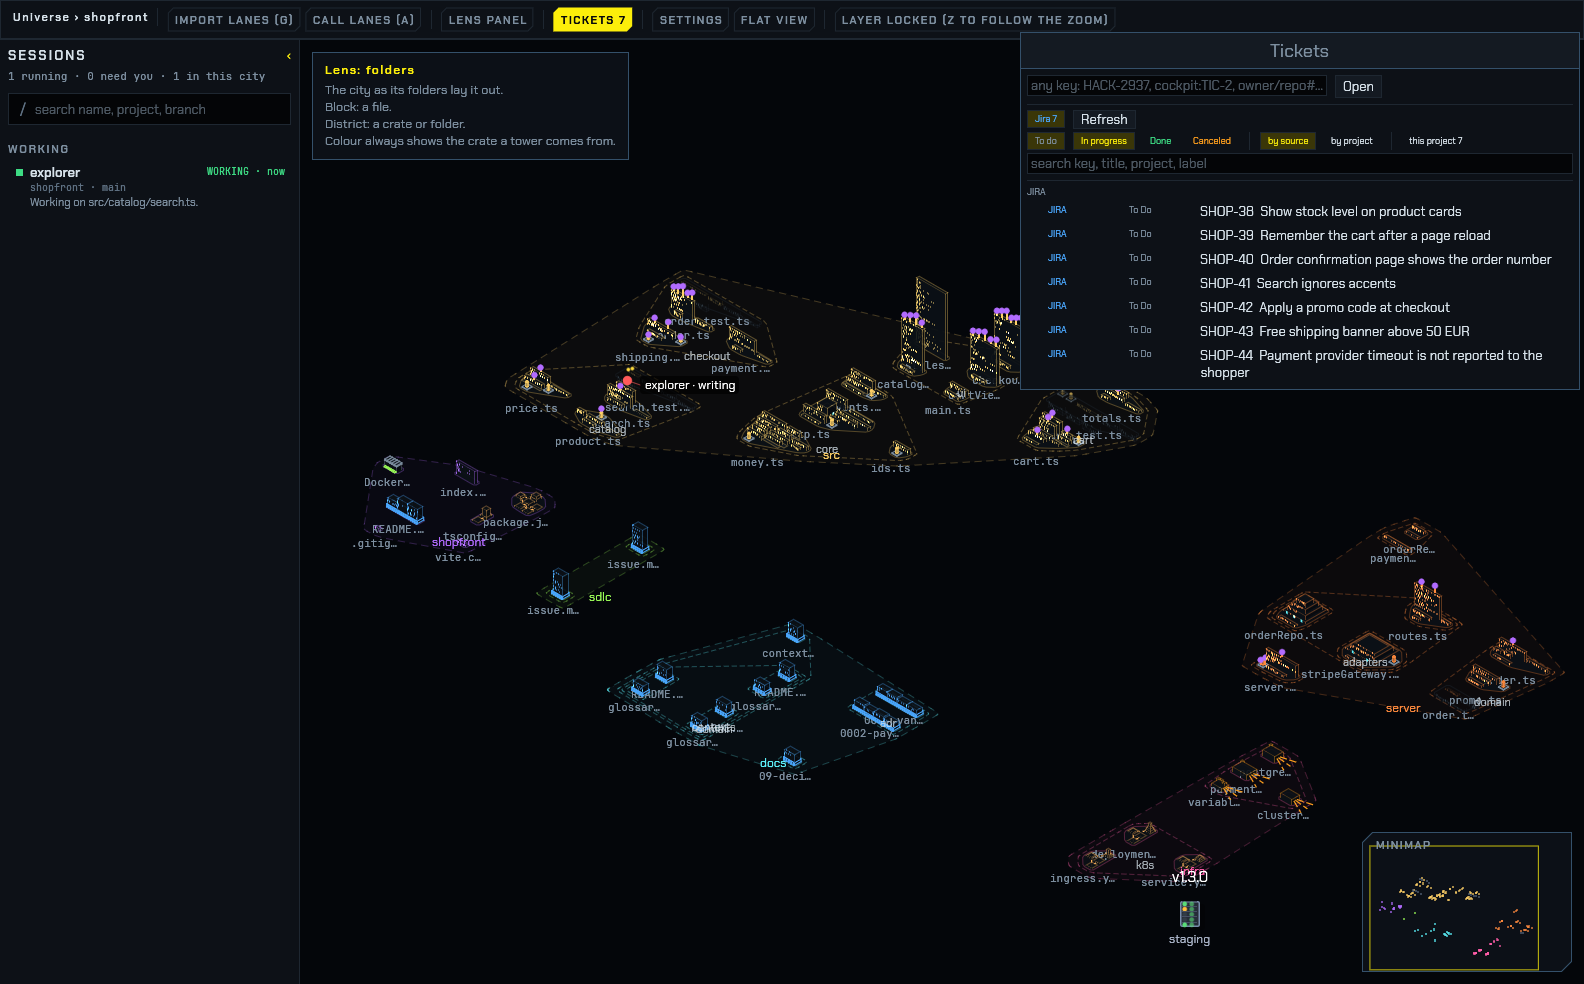 Universe › shopfront
IMPORT LANES (G)
CALL LANES (A)
LENS PANEL
TICKETS 7
SETTINGS
FLAT VIEW
LAYER LOCKED (Z TO FOLLOW THE ZOOM)
SESSIONS
‹
1 running · 0 need you · 1 in this city
/ search name, project, branch
WORKING
explorer
WORKING · now
shopfront · main
Working on src/catalog/search.ts.
Lens: folders
The city as its folders lay it out.
Block: a file.
District: a crate or folder.
Colour always shows the crate a tower comes from.
Tickets
any key: HACK-2937, cockpit:TIC-2, owner/repo#...
Open
Jira 7
Refresh
To do
In progress
Done
Canceled
by source
by project
this project 7
search key, title, project, label
JIRA
JIRA To Do SHOP-38 Show stock level on product cards
JIRA To Do SHOP-39 Remember the cart after a page reload
JIRA To Do SHOP-40 Order confirmation page shows the order number
JIRA To Do SHOP-41 Search ignores accents
JIRA To Do SHOP-42 Apply a promo code at checkout
JIRA To Do SHOP-43 Free shipping banner above 50 EUR
JIRA To Do SHOP-44 Payment provider timeout is not reported to the
shopper
shipping.…
checkout
payment.…
explorer · writing
price.ts
catalog
product.ts
catalog…
main.ts
totals.ts
cart.ts
money.ts
core
src
ids.ts
Docker…
index.…
README.…
package.j…
tsconfig…
.gitig…
shopfront
vite.c…
issue.m…
issue.m…
sdlc
context…
README.…
glossar…
glossar…
docs
09-deci…
0002-pay…
paymen…
orderRepo.ts
routes.ts
adapters
stripeGateway.…
server.…
domain
order.t…
server
variabl…
cluster…
k8s
ingress.y…
service.y…
v1.3.0
staging
MINIMAP